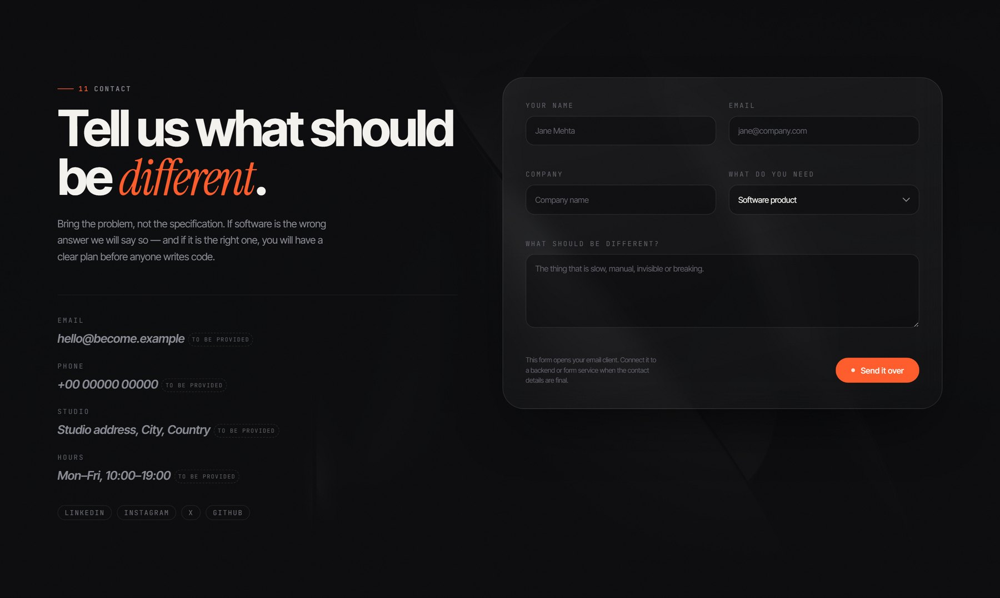 11 CONTACT
Tell us what should
be different.
Bring the problem, not the specification. If software is the wrong
answer we will say so — and if it is the right one, you will have a
clear plan before anyone writes code.
EMAIL
hello@become.example TO BE PROVIDED
PHONE
+00 00000 00000 TO BE PROVIDED
STUDIO
Studio address, City, Country TO BE PROVIDED
HOURS
Mon–Fri, 10:00–19:00 TO BE PROVIDED
LINKEDIN INSTAGRAM X GITHUB
YOUR NAME EMAIL
Jane Mehta jane@company.com
COMPANY WHAT DO YOU NEED
Company name Software product
WHAT SHOULD BE DIFFERENT?
The thing that is slow, manual, invisible or breaking.
This form opens your email client. Connect it to
a backend or form service when the contact
details are final.
Send it over